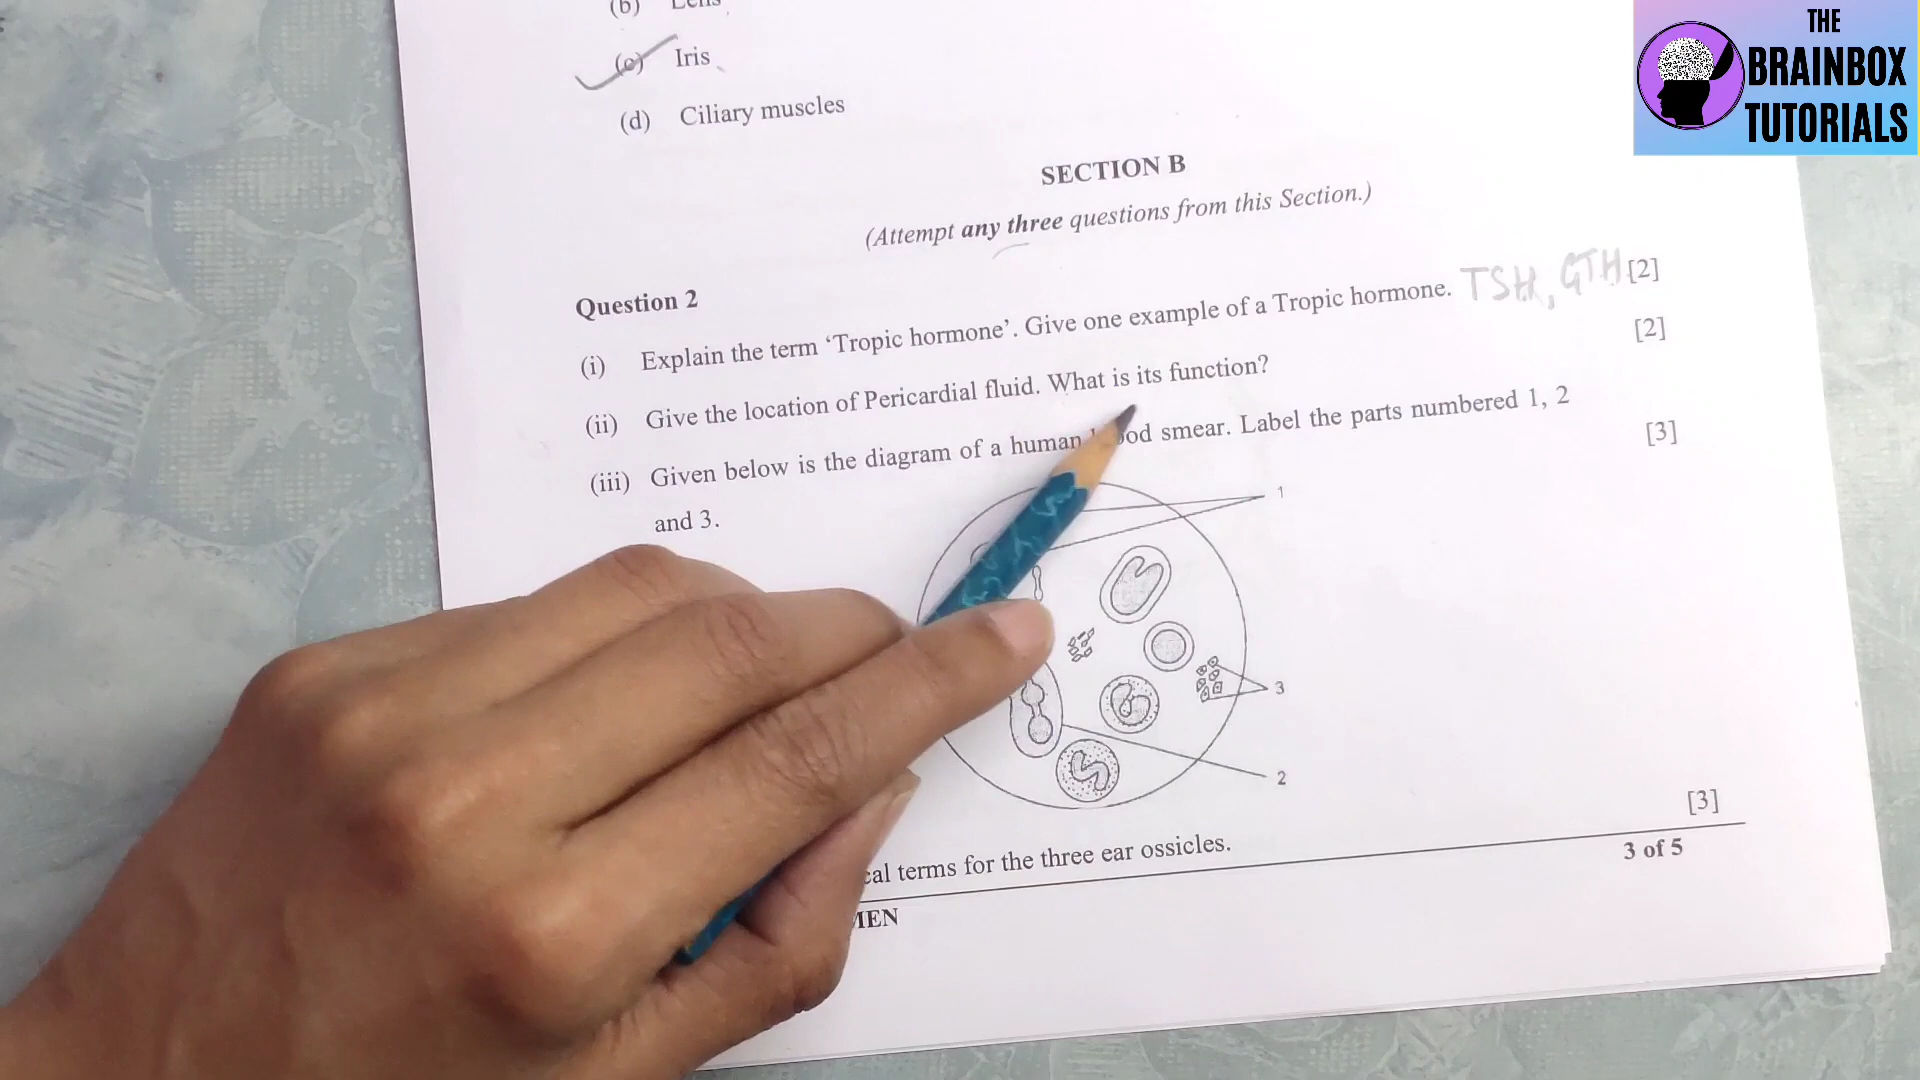 (b) Lens
(c) Iris
(d) Ciliary muscles
THE
BRAINBOX
TUTORIALS
SECTION B
(Attempt any three questions from this Section.)
Question 2
(i) Explain the term ‘Tropic hormone’. Give one example of a Tropic hormone. TSH, GTH [2]
(ii) Give the location of Pericardial fluid. What is its function? [2]
(iii) Given below is the diagram of a human smear. Label the parts numbered 1, 2 [3]
and 3.
1
3
2
terms for the three ear ossicles. [3]
3 of 5